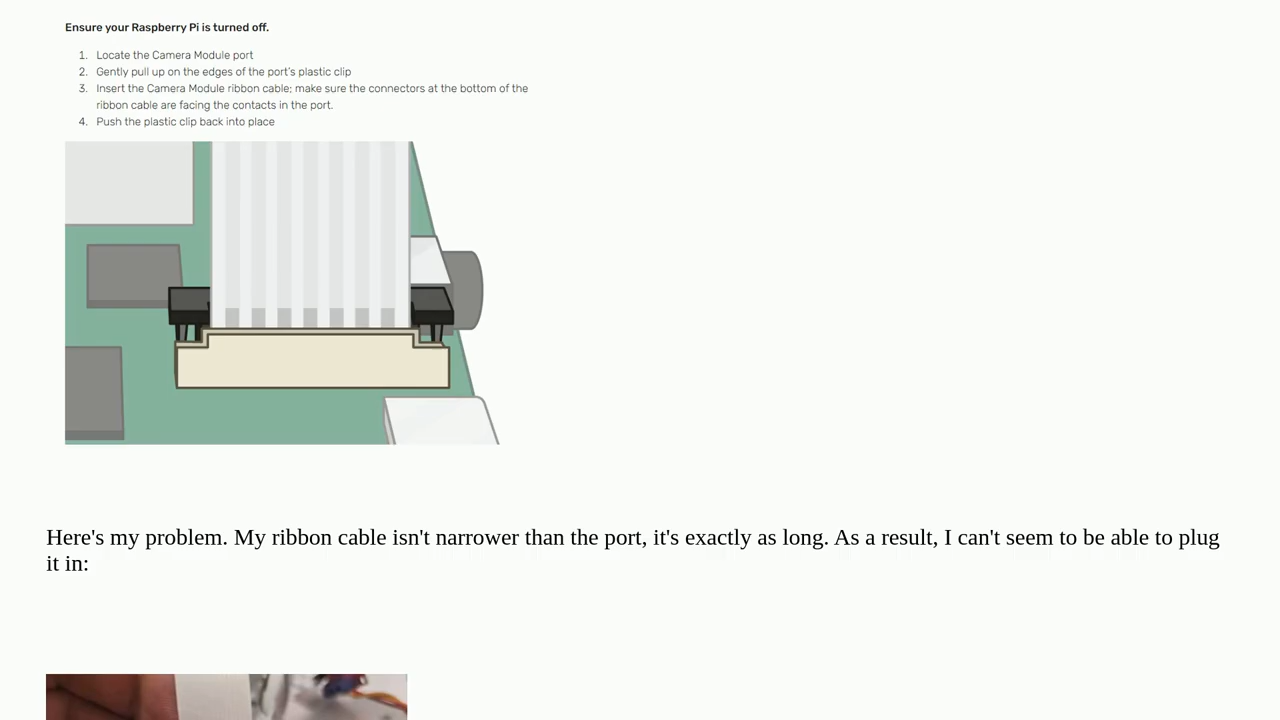 Ensure your Raspberry Pi is turned off.
1. Locate the Camera Module port
2. Gently pull up on the edges of the port's plastic clip
3. Insert the Camera Module ribbon cable; make sure the connectors at the bottom of the
ribbon cable are facing the contacts in the port.
4. Push the plastic clip back into place
Here's my problem. My ribbon cable isn't narrower than the port, it's exactly as long. As a result, I can't seem to be able to plug
it in: